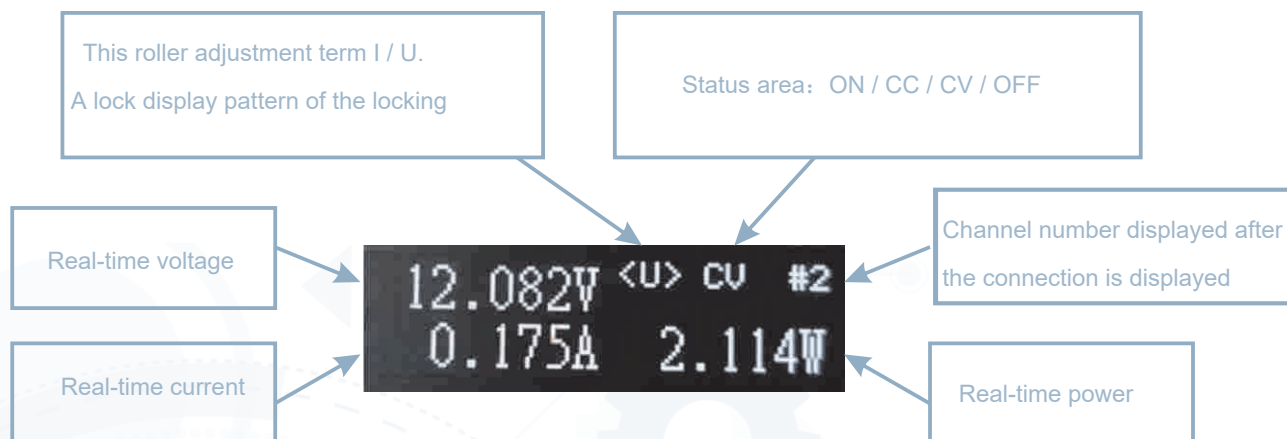 This roller adjustment term I / U.
A lock display pattern of the locking
Status area：ON / CC / CV / OFF
Real-time voltage
Channel number displayed after
the connection is displayed
12.082V <U> CV #2
0.175A 2.114W
Real-time current
Real-time power